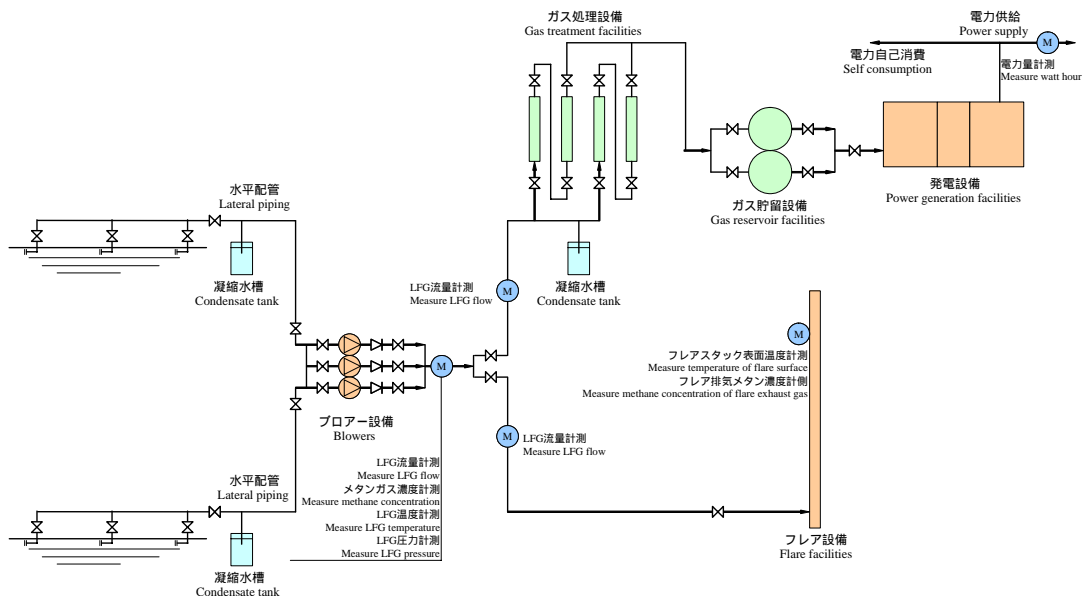 ガス処理設備
Gas treatment facilities
電力供給
Power supply
M
電力自己消費
Self consumption
電力量計測
Measure watt hour
水平配管
Lateral piping
ガス貯留設備
Gas reservoir facilities
発電設備
Power generation facilities
凝縮水槽
Condensate tank
LFG流量計測
Measure LFG flow
M
凝縮水槽
Condensate tank
M
フレアスタック表面温度計測
Measure temperature of flare surface
フレア排気メタン濃度計側
Measure methane concentration of flare exhaust gas
M
ブロアー設備
Blowers
M
LFG流量計測
Measure LFG flow
LFG流量計測
Measure LFG flow
メタンガス濃度計測
Measure methane concentration
LFG温度計測
Measure LFG temperature
LFG圧力計測
Measure LFG pressure
水平配管
Lateral piping
フレア設備
Flare facilities
凝縮水槽
Condensate tank